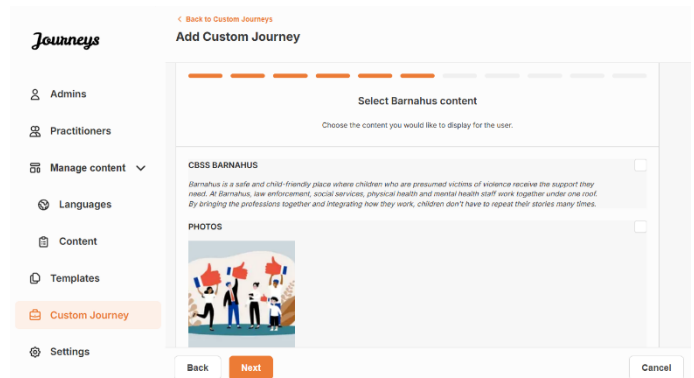 Journeys
Admins
Practitioners
Manage content
Languages
Content
Templates
Custom Journey
Settings
Back to Custom Journeys
Add Custom Journey
Select Barnahus content
Choose the content you would like to display for the user.
CBSS BARNAHUS
Barnahus is a safe and child-friendly place where children who are presumed victims of violence receive the support they
need. At Barnahus, law enforcement, social services, physical health and mental health staff work together under one roof.
By bringing the professions together and integrating how they work, children don't have to repeat their stories many times.
PHOTOS
Back
Next
Cancel